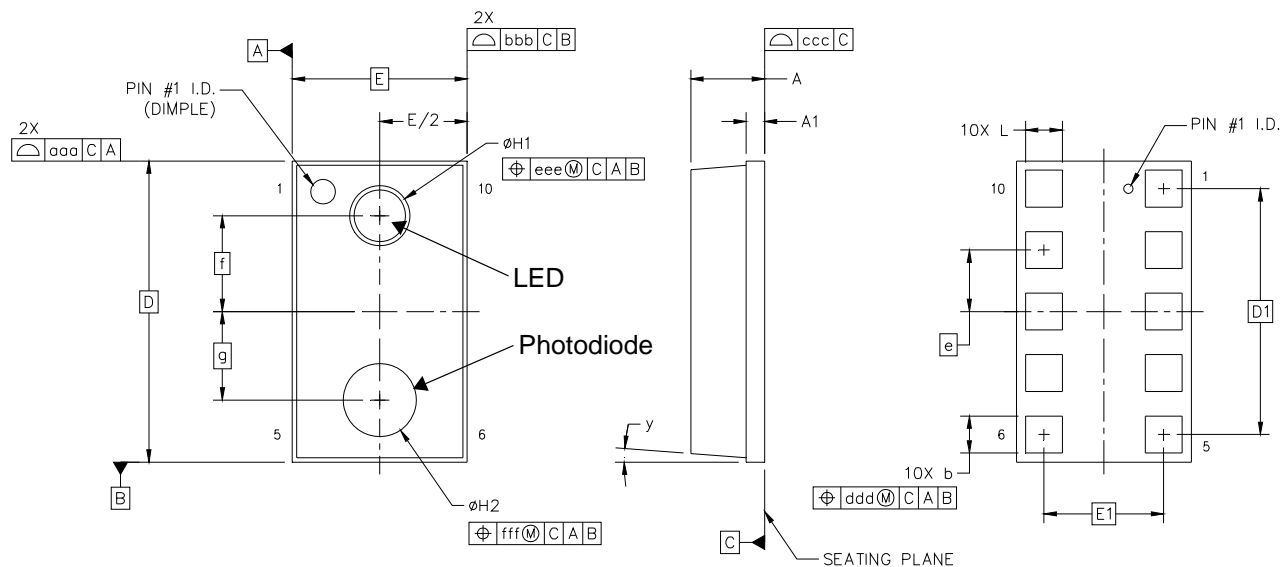 2X
⌓ bbb C B
A
E
PIN #1 I.D.
(DIMPLE)
E/2
2X
⌓ aaa C A
øH1
⌖ eee Ⓜ C A B
1
10
f
LED
D
g
Photodiode
5
6
B
øH2
⌖ fff Ⓜ C A B
⌓ ccc C
A
A1
y
C
SEATING PLANE
10X L
PIN #1 I.D.
10
1
e
D1
6
5
10X b
⌖ ddd Ⓜ C A B
E1